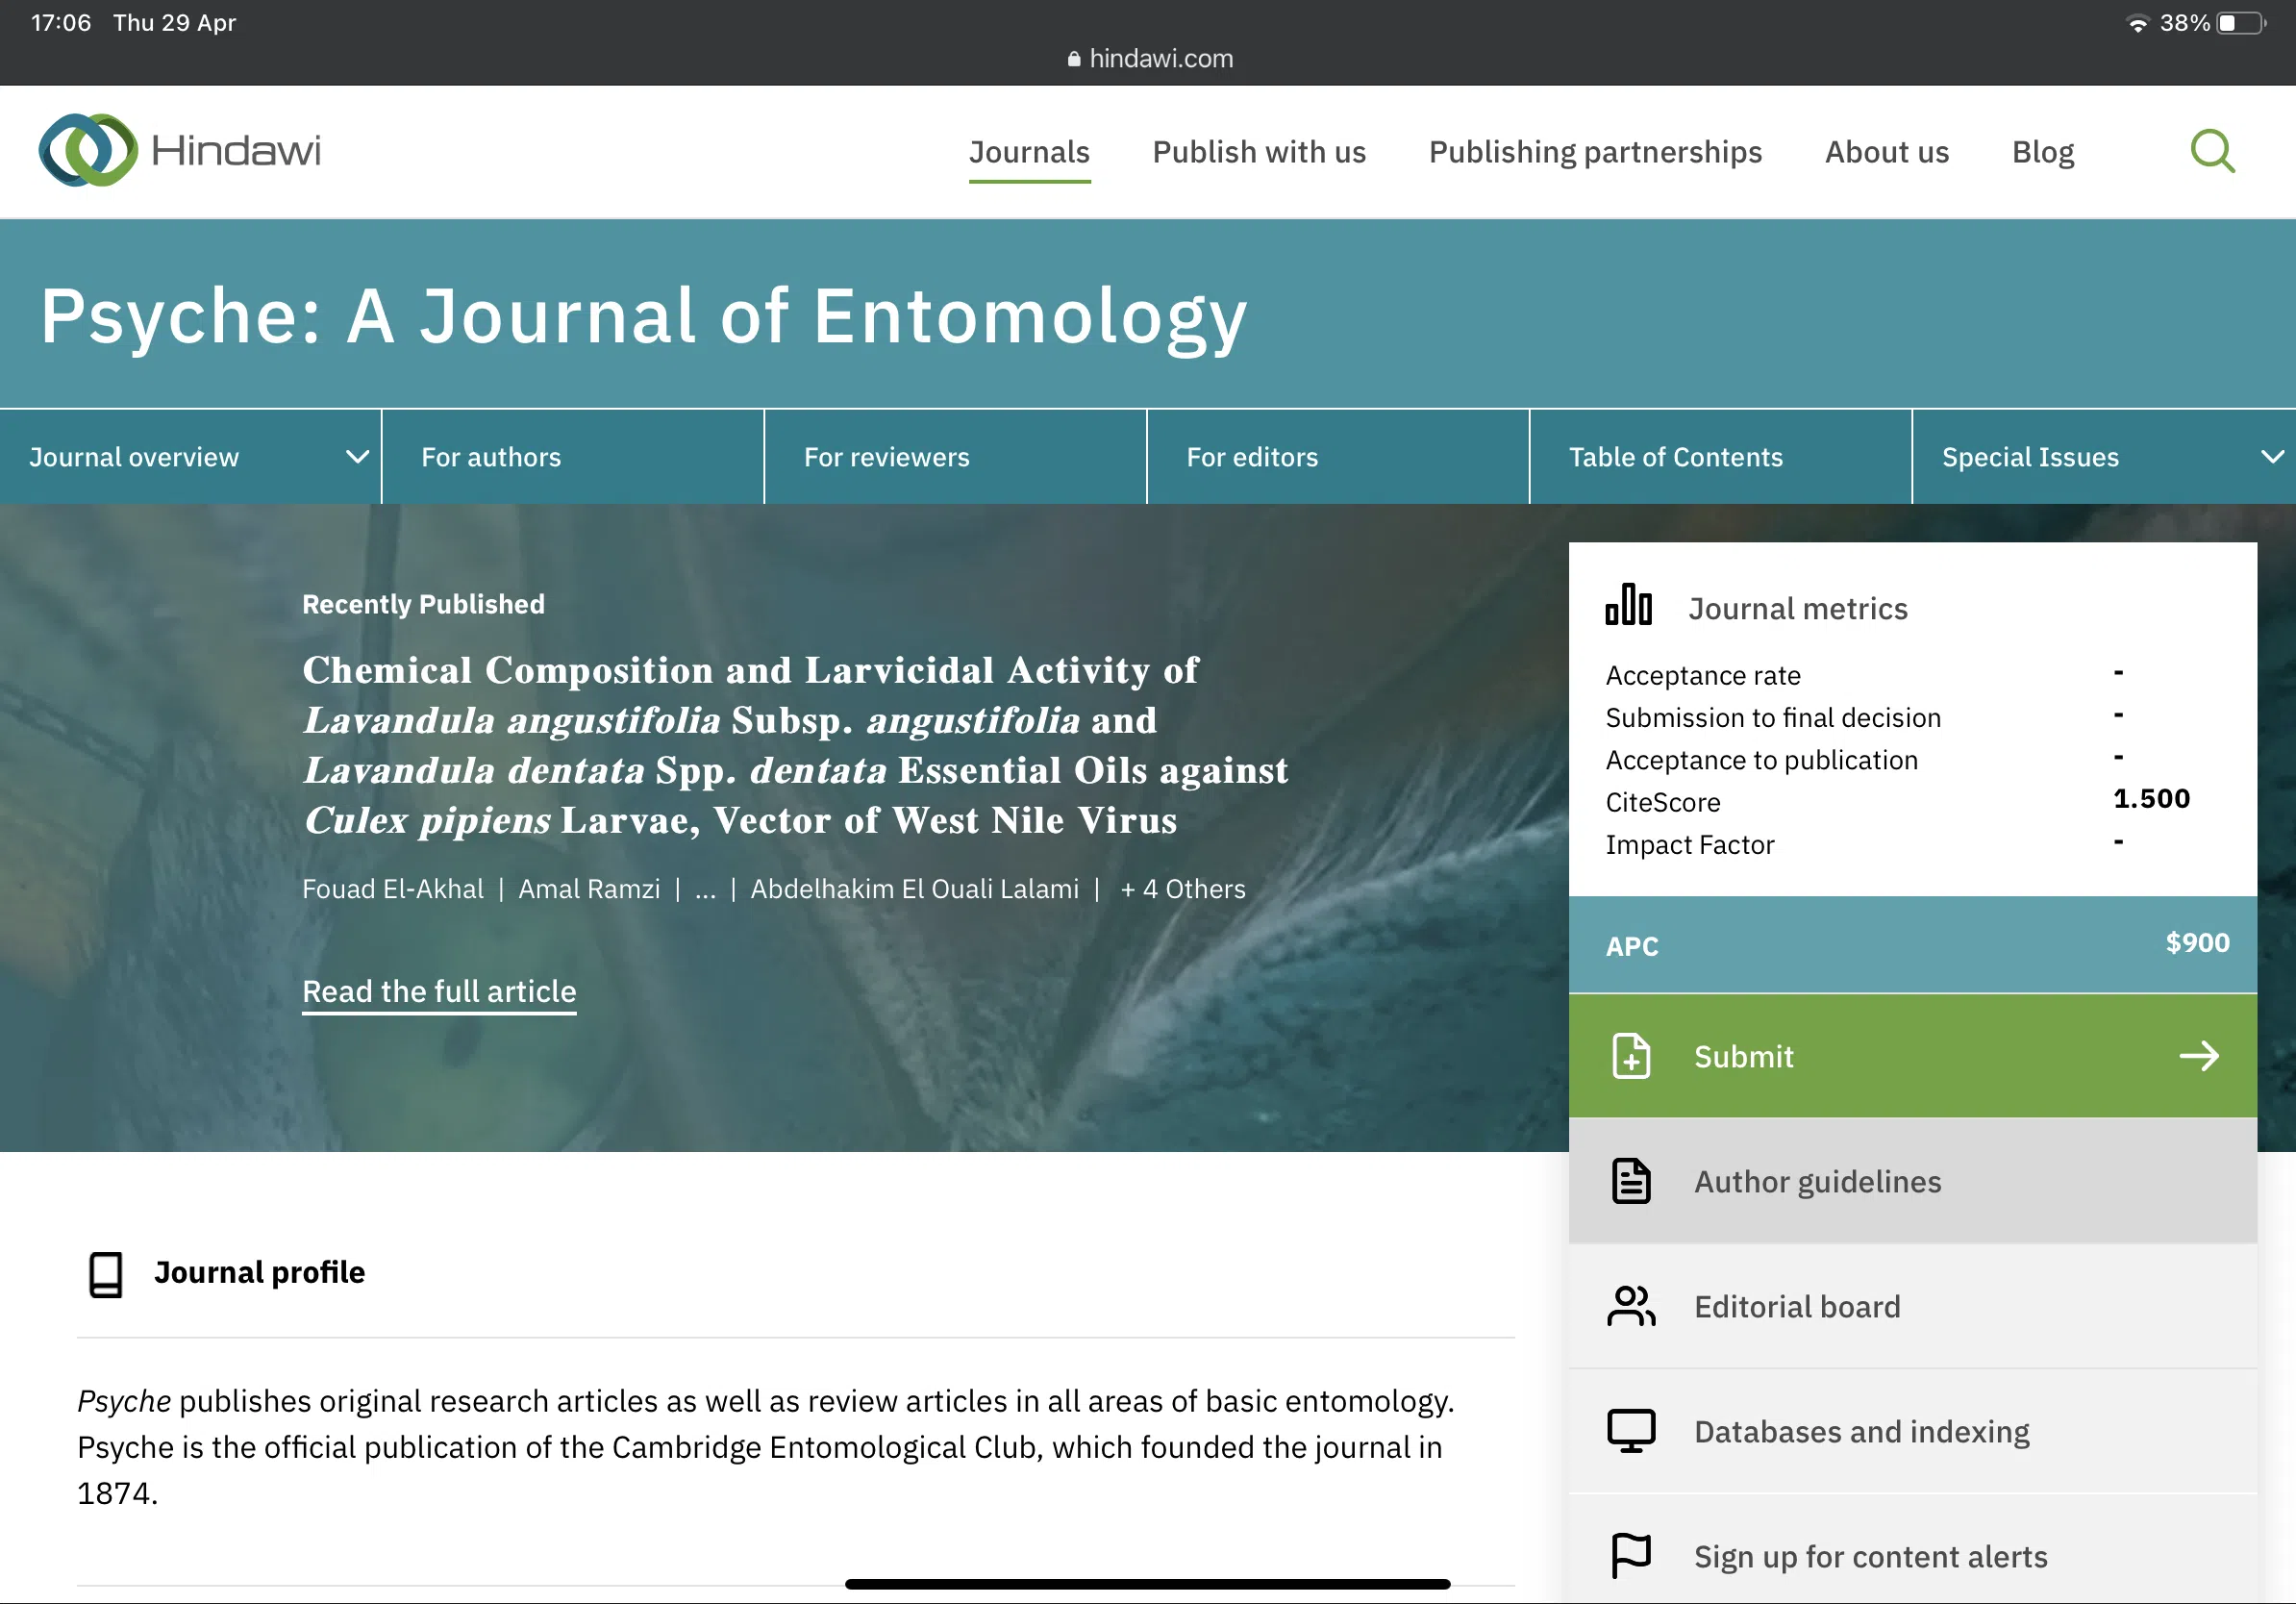 17:06 Thu 29 Apr
38%
hindawi.com
Hindawi
Journals Publish with us Publishing partnerships About us Blog
Psyche: A Journal of Entomology
Journal overview For authors For reviewers For editors Table of Contents Special Issues
Recently Published
Chemical Composition and Larvicidal Activity of
Lavandula angustifolia Subsp. angustifolia and
Lavandula dentata Spp. dentata Essential Oils against
Culex pipiens Larvae, Vector of West Nile Virus
Fouad El-Akhal | Amal Ramzi | ... | Abdelhakim El Ouali Lalami | + 4 Others
Read the full article
Journal metrics
Acceptance rate -
Submission to final decision -
Acceptance to publication -
CiteScore 1.500
Impact Factor -
APC $900
Submit
Author guidelines
Editorial board
Databases and indexing
Sign up for content alerts
Journal profile
Psyche publishes original research articles as well as review articles in all areas of basic entomology.
Psyche is the official publication of the Cambridge Entomological Club, which founded the journal in
1874.